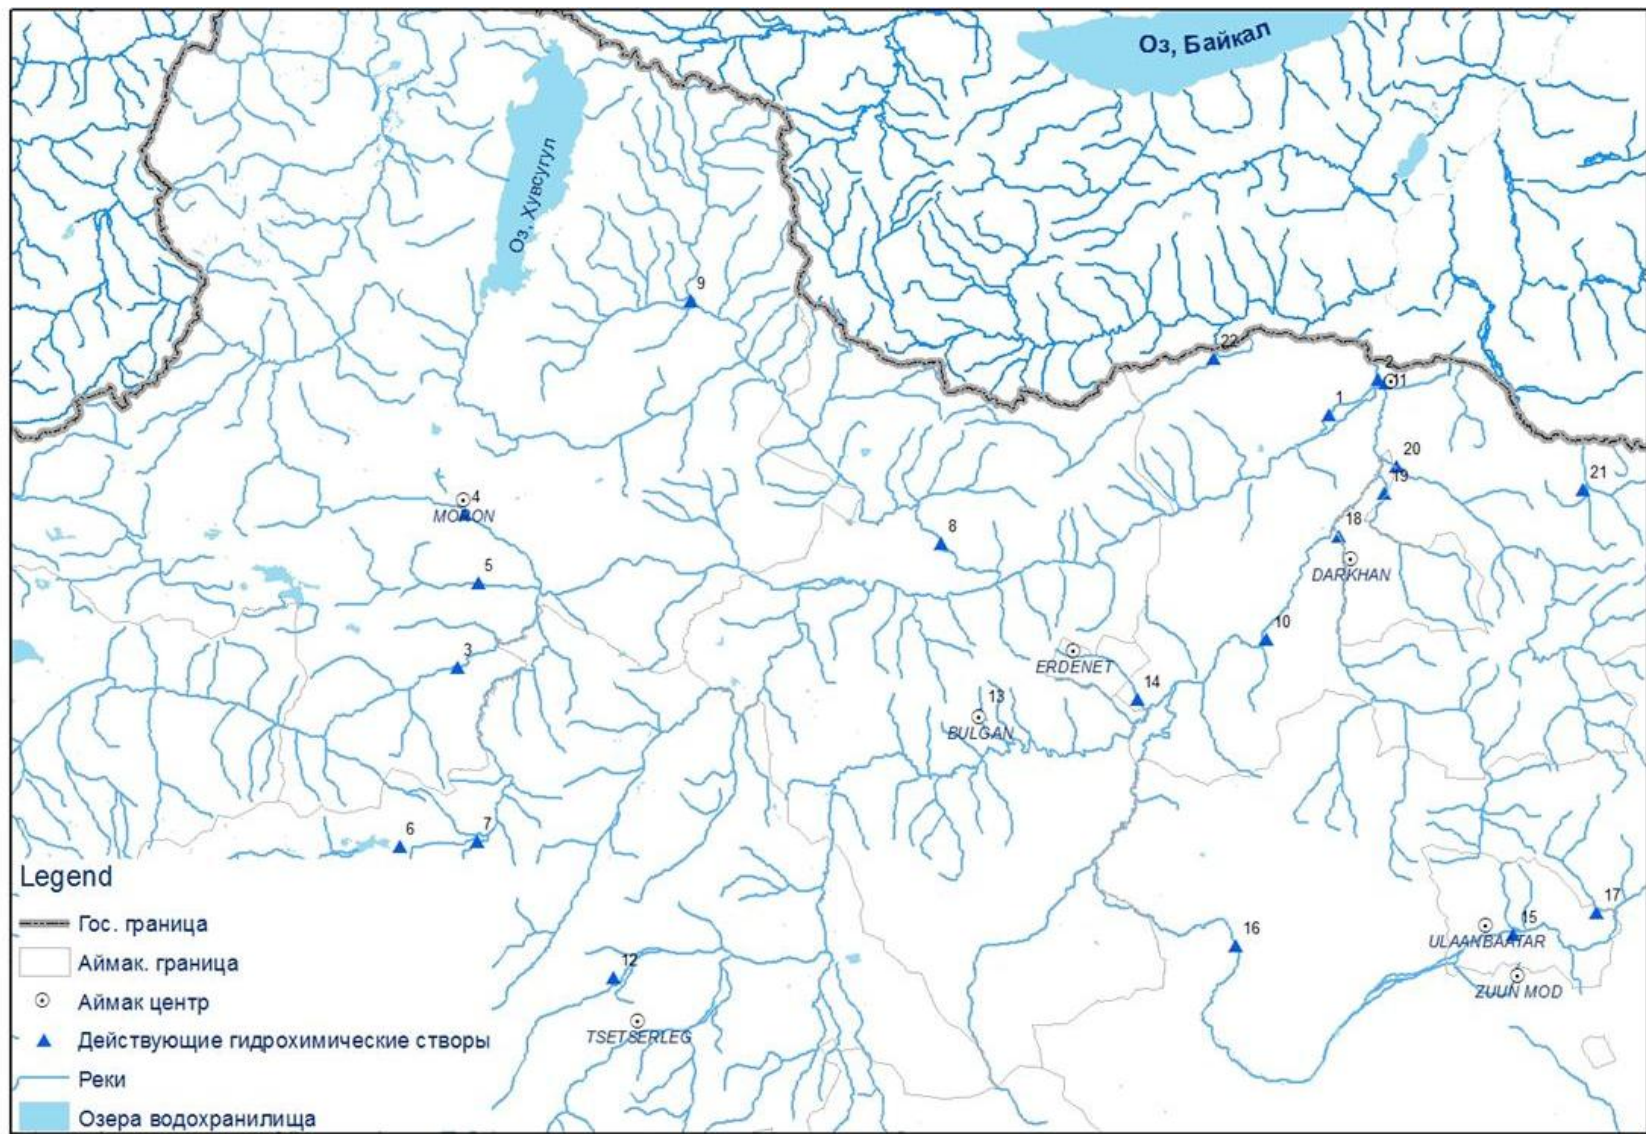 Оз, Байкал
Оз, Хувсугул
9
22
2
11
1
20
19
21
4
MORON
18
8
DARKHAN
5
10
3
ERDENET
14
13
BULGAN
7
6
17
15
ULAANBAATAR
16
12
ZUUN MOD
TSETSERLEG
Legend
Гос. граница
Аймак. граница
Аймак центр
Действующие гидрохимические створы
Реки
Озера водохранилища